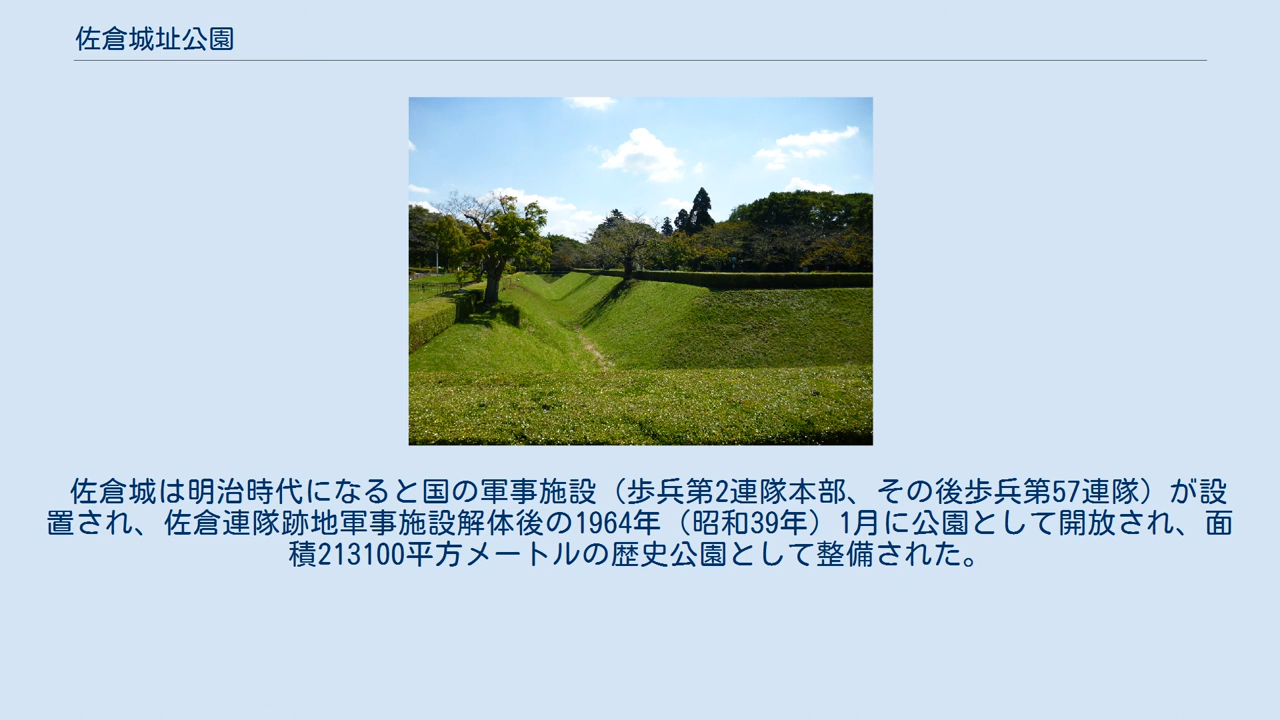 佐倉城址公園
佐倉城は明治時代になると国の軍事施設（歩兵第2連隊本部、その後歩兵第57連隊）が設
置され、佐倉連隊跡地軍事施設解体後の1964年（昭和39年）1月に公園として開放され、面
積213100平方メートルの歴史公園として整備された。